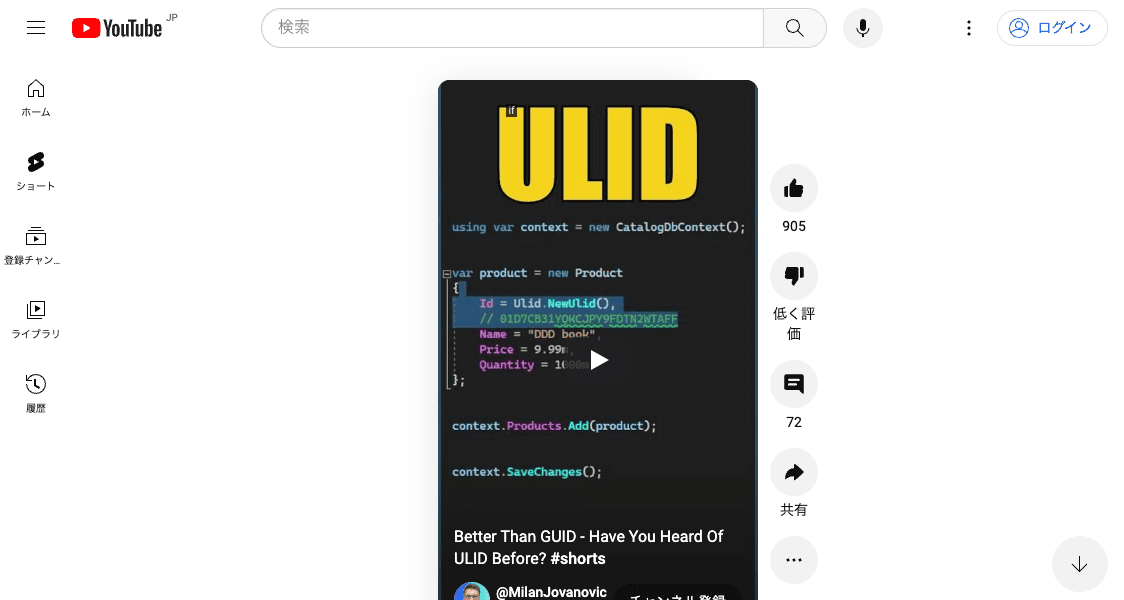 YouTube JP
検索
ログイン
ホーム
ショート
登録チャン...
ライブラリ
履歴
if
ULID
using var context = new CatalogDbContext();
var product = new Product
{
Id = Ulid.NewUlid(),
// 01D7CB31YQKCJPY9FDTN2WTAFF
Name = "DDD book",
Price = 9.99m,
Quantity = 1000m
};
context.Products.Add(product);
context.SaveChanges();
Better Than GUID - Have You Heard Of
ULID Before? #shorts
@MilanJovanovic
チャンネル登録
905
低く評
価
72
共有